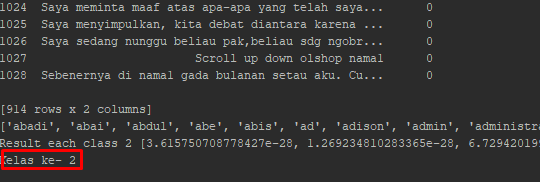 1024 Saya meminta maaf atas apa-apa yang telah saya... 0
1025 Saya menyimpulkan, kita debat diantara karena ... 0
1026 Saya sedang nunggu beliau pak,beliau sdg ngobr... 0
1027 Scroll up down olshop namal 0
1028 Sebenernya di namal gada bulanan setau aku. Cu... 0
[914 rows x 2 columns]
['abadi', 'abai', 'abdul', 'abe', 'abis', 'ad', 'adison', 'admin', 'administra
Result each class 2 [3.615750708778427e-28, 1.269234810283365e-28, 6.729420199
Kelas ke- 2